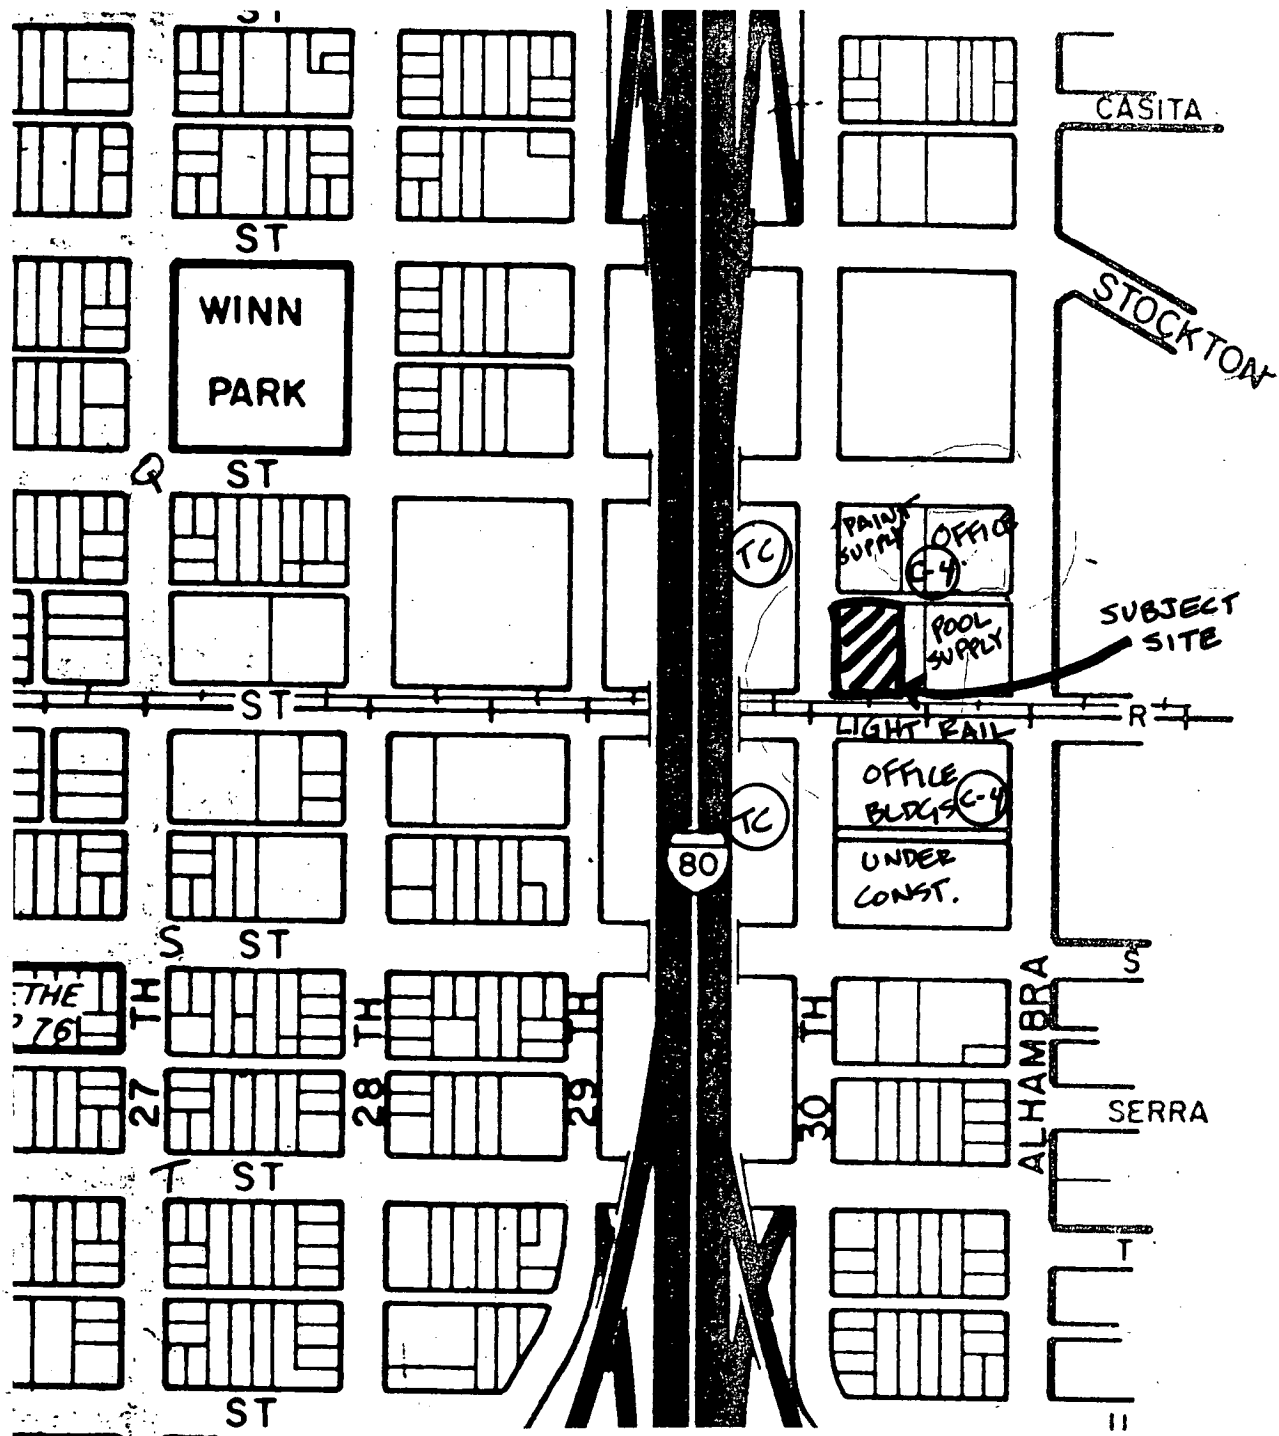 ST
CASITA
ST
WINN
PARK
STOCKTON
Q
ST
PAINT
SUPPLY
OFFICE
C-4
TC
POOL
SUPPLY
SUBJECT
SITE
ST
R
LIGHT RAIL
OFFICE
BLDGS
C-4
TC
80
UNDER
CONST.
S ST
S
ETHE
P 76
27 TH
28 TH
29 TH
30 TH
ALHAMBRA
SERRA
T ST
T
ST
U